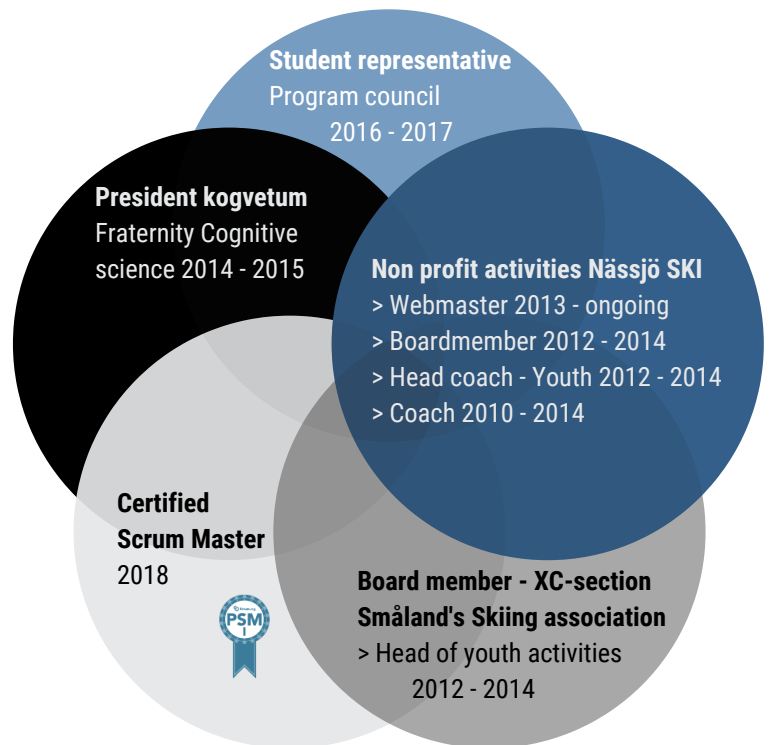 Student representative
Program council
2016 - 2017
President kogvetum
Fraternity Cognitive
science 2014 - 2015
Non profit activities Nässjö SKI
> Webmaster 2013 - ongoing
> Boardmember 2012 - 2014
> Head coach - Youth 2012 - 2014
> Coach 2010 - 2014
Certified
Scrum Master
2018
Scrum.org
PSM
I
Board member - XC-section
Småland's Skiing association
> Head of youth activities
2012 - 2014